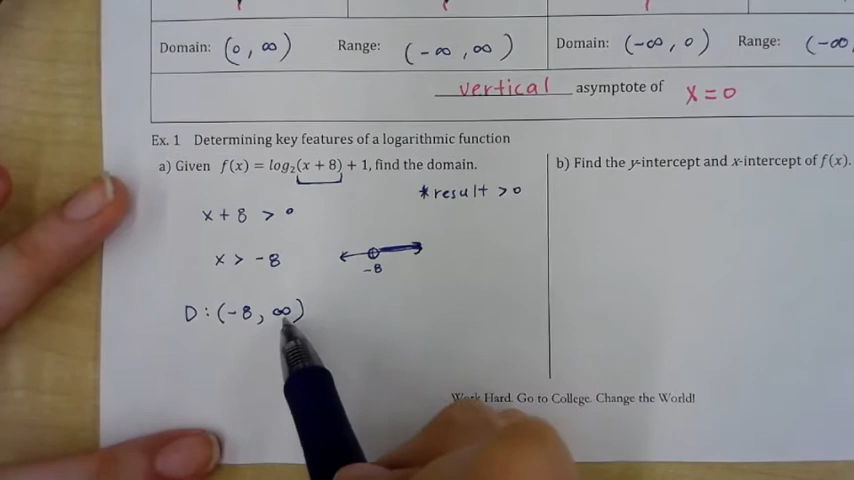 Domain: (0, ∞) Range: (-∞, ∞) Domain: (-∞, 0) Range: (-∞,
vertical asymptote of x = 0
Ex. 1 Determining key features of a logarithmic function
a) Given f(x) = log₂(x + 8) + 1, find the domain.
b) Find the y-intercept and x-intercept of f(x).
*result > 0
x + 8 > 0
x > -8
-8
D: (-8, ∞)
Work Hard. Go to College. Change the World!